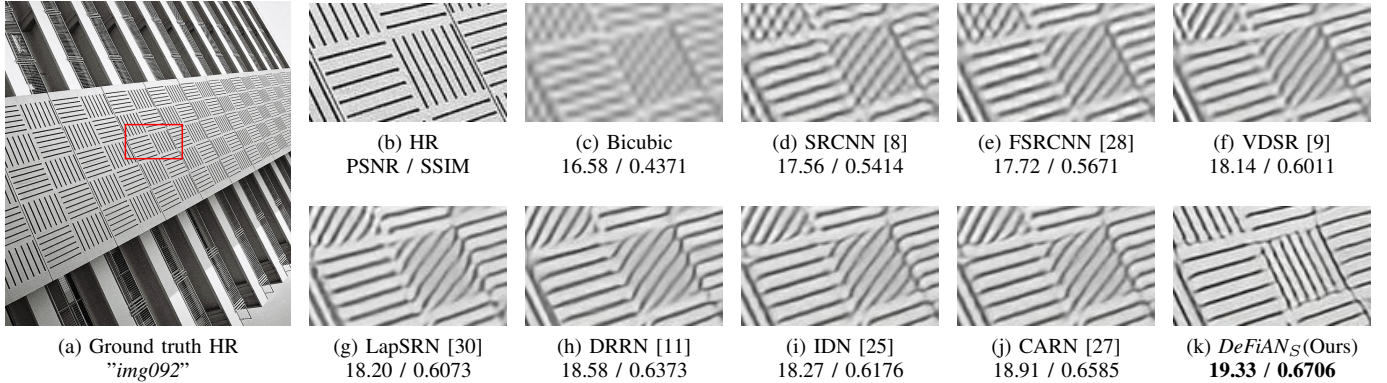 (b) HR
PSNR / SSIM
(c) Bicubic
16.58 / 0.4371
(d) SRCNN [8]
17.56 / 0.5414
(e) FSRCNN [28]
17.72 / 0.5671
(f) VDSR [9]
18.14 / 0.6011
(a) Ground truth HR
"img092"
(g) LapSRN [30]
18.20 / 0.6073
(h) DRRN [11]
18.58 / 0.6373
(i) IDN [25]
18.27 / 0.6176
(j) CARN [27]
18.91 / 0.6585
(k) DeFiANS(Ours)
19.33 / 0.6706